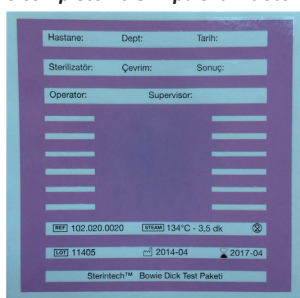 Hastane: Dept: Tarih:
Sterilizatör: Çevrim: Sonuç:
Operator: Supervisor:
REF 102.020.0020 STEAM 134°C - 3,5 dk
LOT 11405 2014-04 2017-04
Sterintech™ Bowie Dick Test Paketi